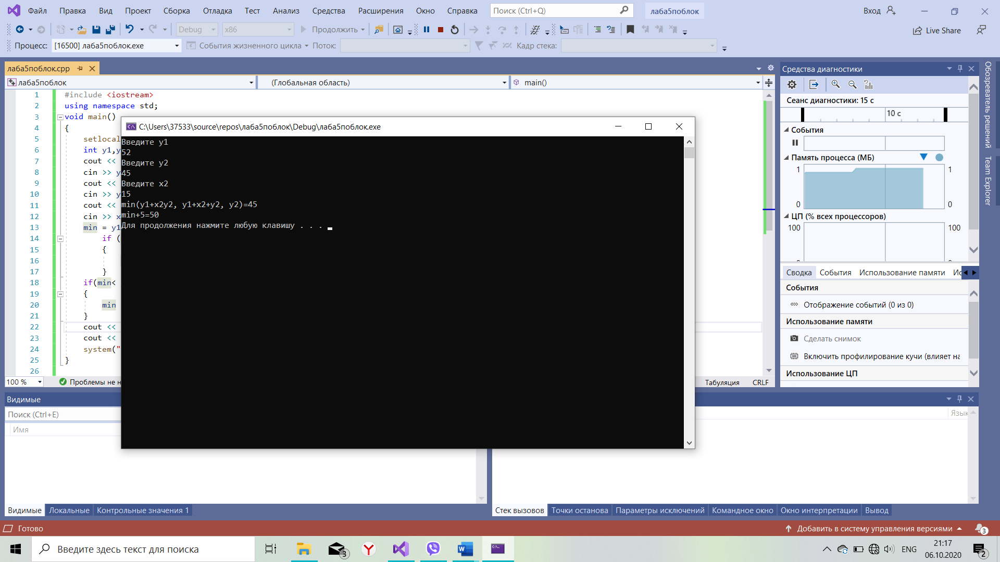 Файл Правка Вид Проект Сборка Отладка Тест Анализ Средства Расширения Окно Справка Поиск (Ctrl+Q) лаба5поблок Вход
Debug x86 Продолжить Live Share
Процесс: [16500] лаба5поблок.exe События жизненного цикла Поток: Кадр стека:
лаба5поблок.cpp
лаба5поблок (Глобальная область) main()
1 #include <iostream>
2 using namespace std;
3 void main()
4 {
5 setlocal
6 int y1,y
7 cout <<
8 cin >> y
9 cout <<
10 cin >> y
11 cout <<
12 cin >> x
13 min = y1
14 if (
15 {
16
17 }
18 if(min<
19 {
20 min
21 }
22 cout <<
23 cout <<
24 system("
25 }
26
100 % Проблемы не н Табуляция CRLF
C:\Users\37533\source\repos\лаба5поблок\Debug\лаба5поблок.exe
Введите y1
52
Введите y2
45
Введите x2
15
min(y1+x2y2, y1+x2+y2, y2)=45
min+5=50
Для продолжения нажмите любую клавишу . . .
Средства диагностики
Сеанс диагностики: 15 с
10 с
События
Память процесса (МБ)
1 1
0 0
ЦП (% всех процессоров)
100 100
Сводка События Использование памяти Ис
События
Отображение событий (0 из 0)
Использование памяти
Сделать снимок
Включить профилирование кучи (влияет на
Использование ЦП
Обозреватель решений
Team Explorer
Видимые
Поиск (Ctrl+E)
Имя
Язык
Видимые Локальные Контрольные значения 1
Стек вызовов Точки останова Параметры исключений Командное окно Окно интерпретации Вывод
Готово Добавить в систему управления версиями 3
Введите здесь текст для поиска 3 ENG 21:17
06.10.2020 2